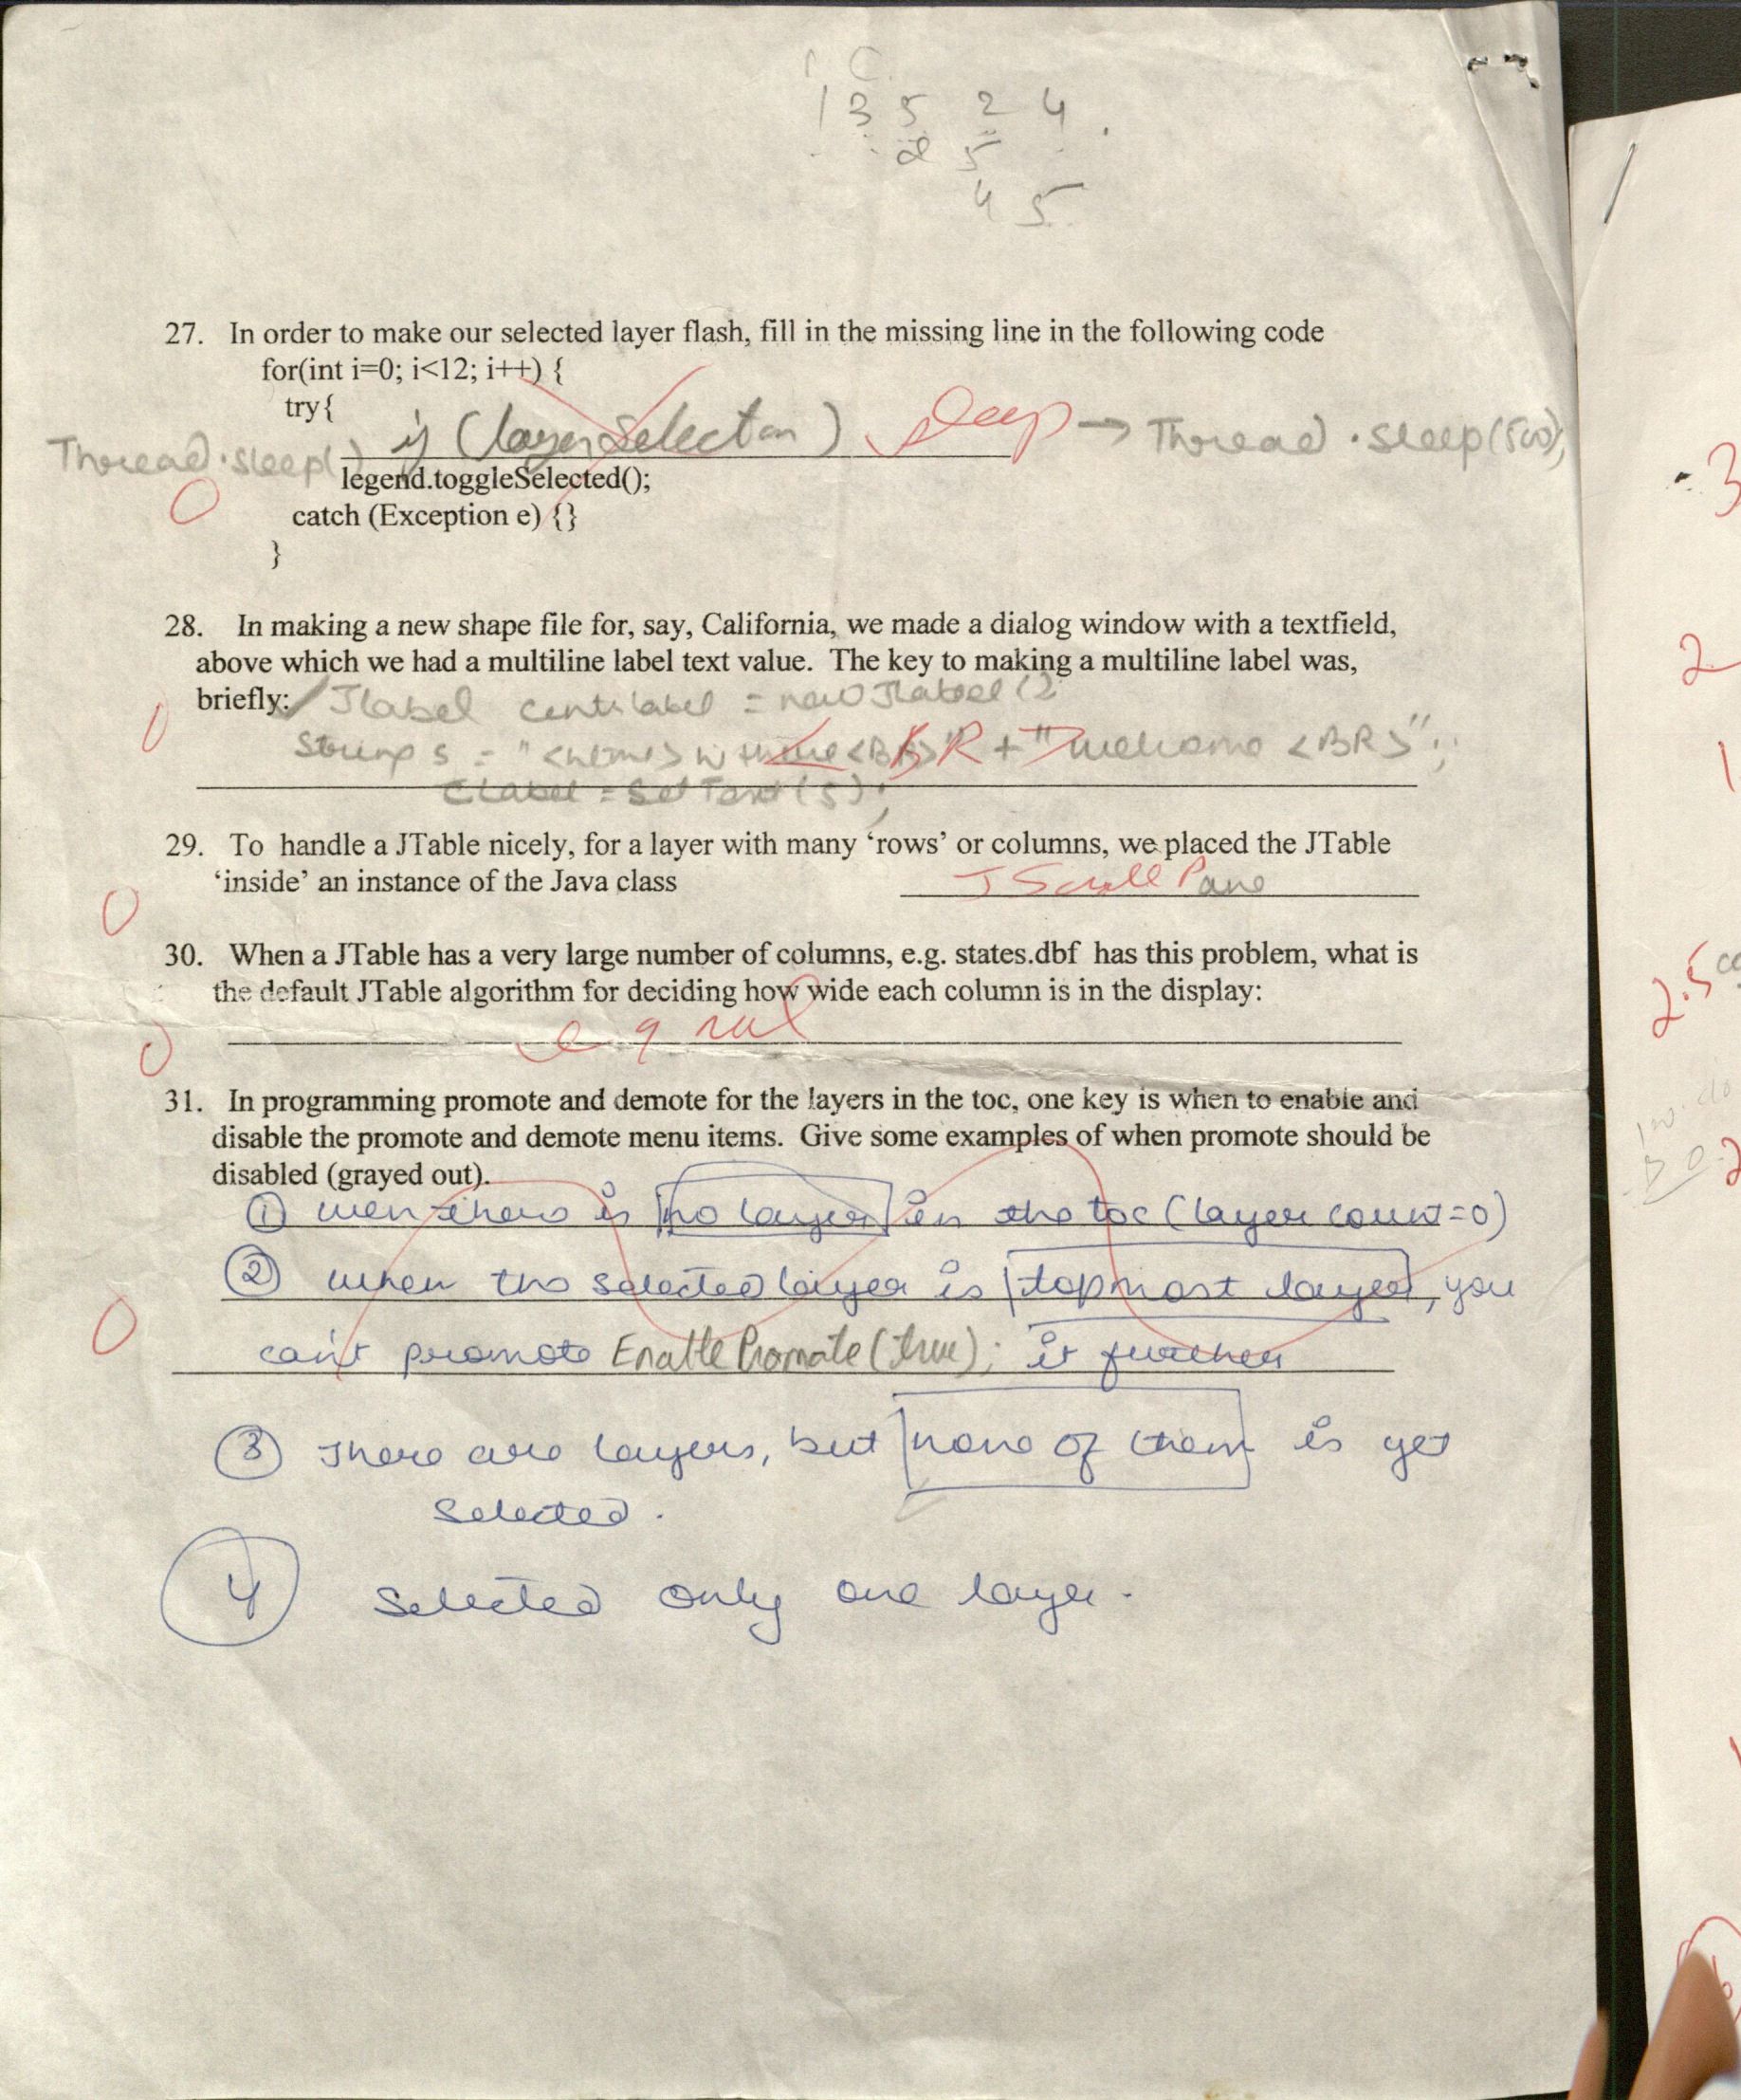 1 C
1 3 5 2 4
2 5
4 5
27. In order to make our selected layer flash, fill in the missing line in the following code
for(int i=0; i<12; i++) {
try{
Thread.sleep() if (layerSelection) sleep → Thread.sleep(500);
0
legend.toggleSelected();
catch (Exception e) {}
}
28. In making a new shape file for, say, California, we made a dialog window with a textfield,
above which we had a multiline label text value. The key to making a multiline label was,
briefly: Jlabel centlabel = new Jlabel()
0
String s = "<html> <BR>" + " welcome <BR>";
<BR>
Clabel = SetText(s);
29. To handle a JTable nicely, for a layer with many ‘rows’ or columns, we placed the JTable
‘inside’ an instance of the Java class JScrollPane
0
30. When a JTable has a very large number of columns, e.g. states.dbf has this problem, what is
the default JTable algorithm for deciding how wide each column is in the display:
0 equal
31. In programming promote and demote for the layers in the toc, one key is when to enable and
disable the promote and demote menu items. Give some examples of when promote should be
disabled (grayed out).
① when there is no layer in the toc (layer count=0)
② when the selected layer is topmost layer, you
0 can't promote EnablePromote(true); it further
③ There are layers, but none of them is yet
selected.
4 Selected only one layer.
-3
2
1
2.5
2